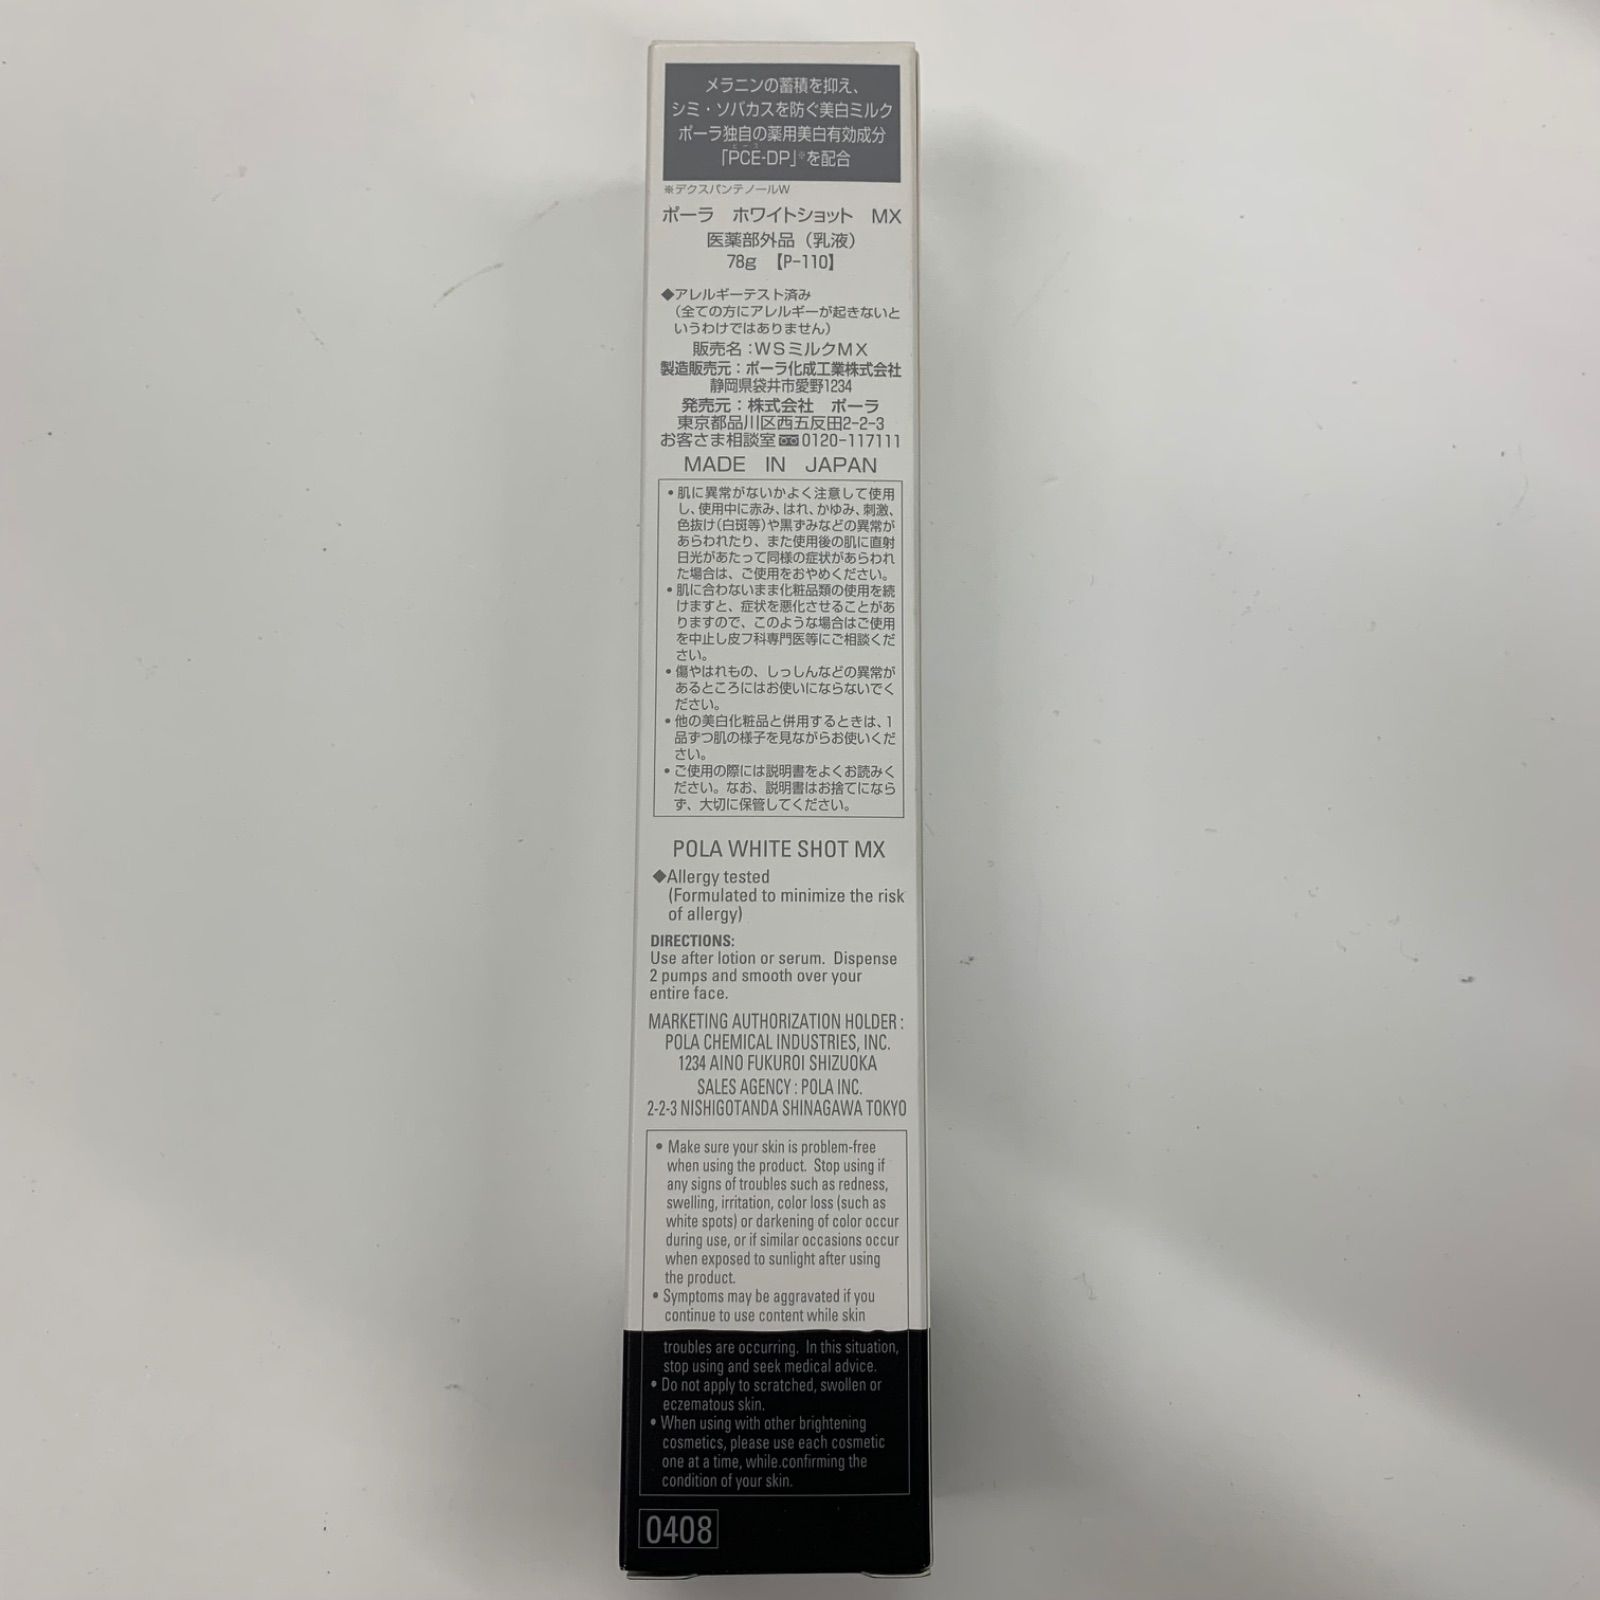 メラニンの蓄積を抑え、
シミ・ソバカスを防ぐ美白ミルク
ポーラ独自の薬用美白有効成分
「PCE-DP」※を配合
※デクスパンテノールW
ポーラ ホワイトショット MX
医薬部外品（乳液）
78g 【P-110】
◆アレルギーテスト済み
（全ての方にアレルギーが起きないと
いうわけではありません）
販売名：WSミルクMX
製造販売元：ポーラ化成工業株式会社
静岡県袋井市愛野1234
発売元：株式会社 ポーラ
東京都品川区西五反田2-2-3
お客さま相談室 0120-117111
MADE IN JAPAN
• 肌に異常がないかよく注意して使用
し、使用中に赤み、はれ、かゆみ、刺激、
色抜け（白斑等）や黒ずみなどの異常が
あらわれたり、また使用後の肌に直射
日光があたって同様の症状があらわれ
た場合は、ご使用をおやめください。
• 肌に合わないまま化粧品類の使用を続
けますと、症状を悪化させることがあ
りますので、このような場合はご使用
を中止し皮フ科専門医等にご相談くだ
さい。
• 傷やはれもの、しっしんなどの異常が
あるところにはお使いにならないでく
ださい。
• 他の美白化粧品と併用するときは、1
品ずつ肌の様子を見ながらお使いくだ
さい。
• ご使用の際には説明書をよくお読みく
ださい。なお、説明書はお捨てになら
ず、大切に保管してください。
POLA WHITE SHOT MX
◆Allergy tested
(Formulated to minimize the risk
of allergy)
DIRECTIONS:
Use after lotion or serum. Dispense
2 pumps and smooth over your
entire face.
MARKETING AUTHORIZATION HOLDER :
POLA CHEMICAL INDUSTRIES, INC.
1234 AINO FUKUROI SHIZUOKA
SALES AGENCY : POLA INC.
2-2-3 NISHIGOTANDA SHINAGAWA TOKYO
• Make sure your skin is problem-free
when using the product. Stop using if
any signs of troubles such as redness,
swelling, irritation, color loss (such as
white spots) or darkening of color occur
during use, or if similar occasions occur
when exposed to sunlight after using
the product.
• Symptoms may be aggravated if you
continue to use content while skin
troubles are occurring. In this situation,
stop using and seek medical advice.
• Do not apply to scratched, swollen or
eczematous skin.
• When using with other brightening
cosmetics, please use each cosmetic
one at a time, while.confirming the
condition of your skin.
0408